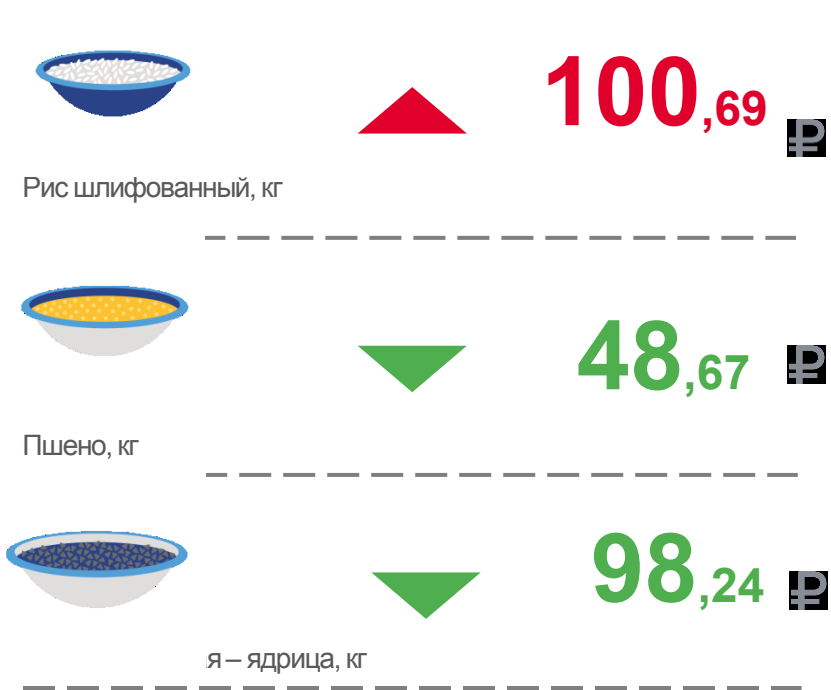 100,69 ₽
Рис шлифованный, кг
48,67 ₽
Пшено, кг
98,24 ₽
я – ядрица, кг